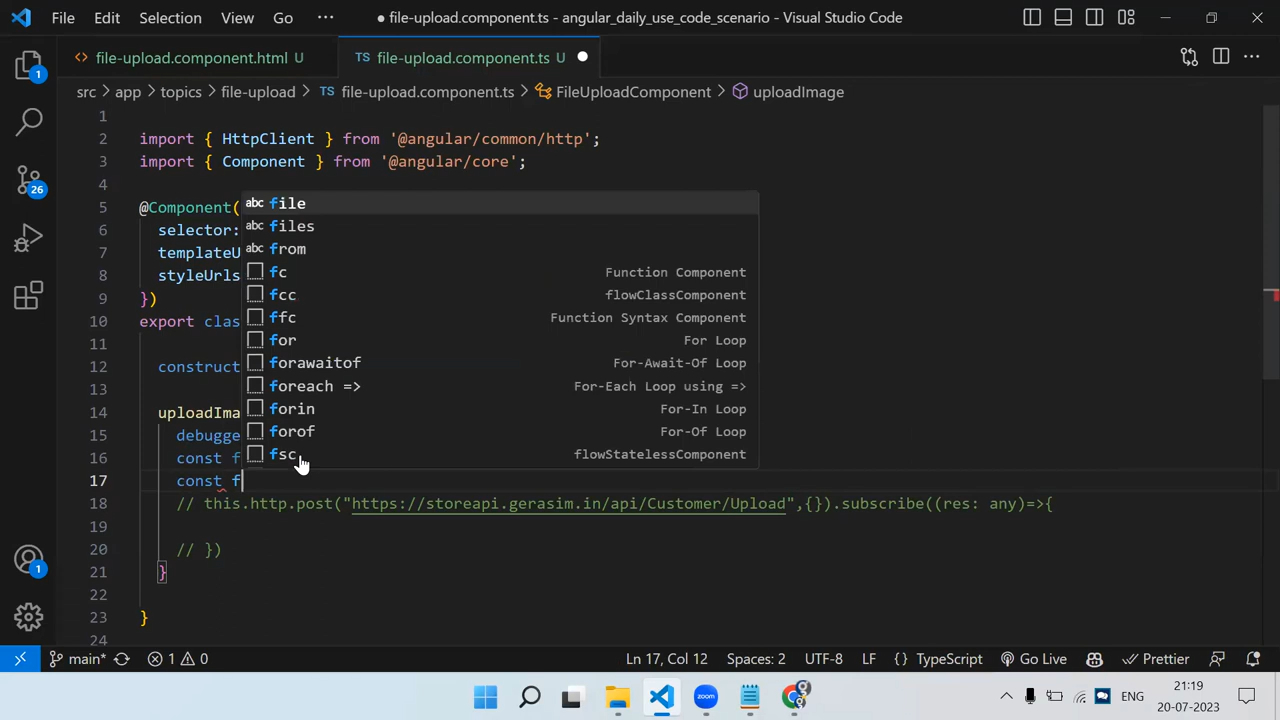 File Edit Selection View Go ··· ● file-upload.component.ts - angular_daily_use_code_scenario - Visual Studio Code
<> file-upload.component.html U TS file-upload.component.ts U ●
src > app > topics > file-upload > TS file-upload.component.ts > FileUploadComponent > uploadImage
1
2 import { HttpClient } from '@angular/common/http';
3 import { Component } from '@angular/core';
4
5 @Component(
abc file
6 selector:
abc files
7 templateU
abc from
8 styleUrls
fc Function Component
9 })
fcc flowClassComponent
10 export clas
ffc Function Syntax Component
11
for For Loop
12 construct
forawaitof For-Await-Of Loop
13
foreach => For-Each Loop using =>
14 uploadIma
forin For-In Loop
15 debugge
forof For-Of Loop
16 const f
fsc flowStatelessComponent
17 const f
18 // this.http.post("https://storeapi.gerasim.in/api/Customer/Upload",{}).subscribe((res: any)=>{
19
20 // })
21 }
22
23 }
24
1
26
1
main* 1 0 Ln 17, Col 12 Spaces: 2 UTF-8 LF {} TypeScript Go Live Prettier
zoom ENG 21:19
20-07-2023